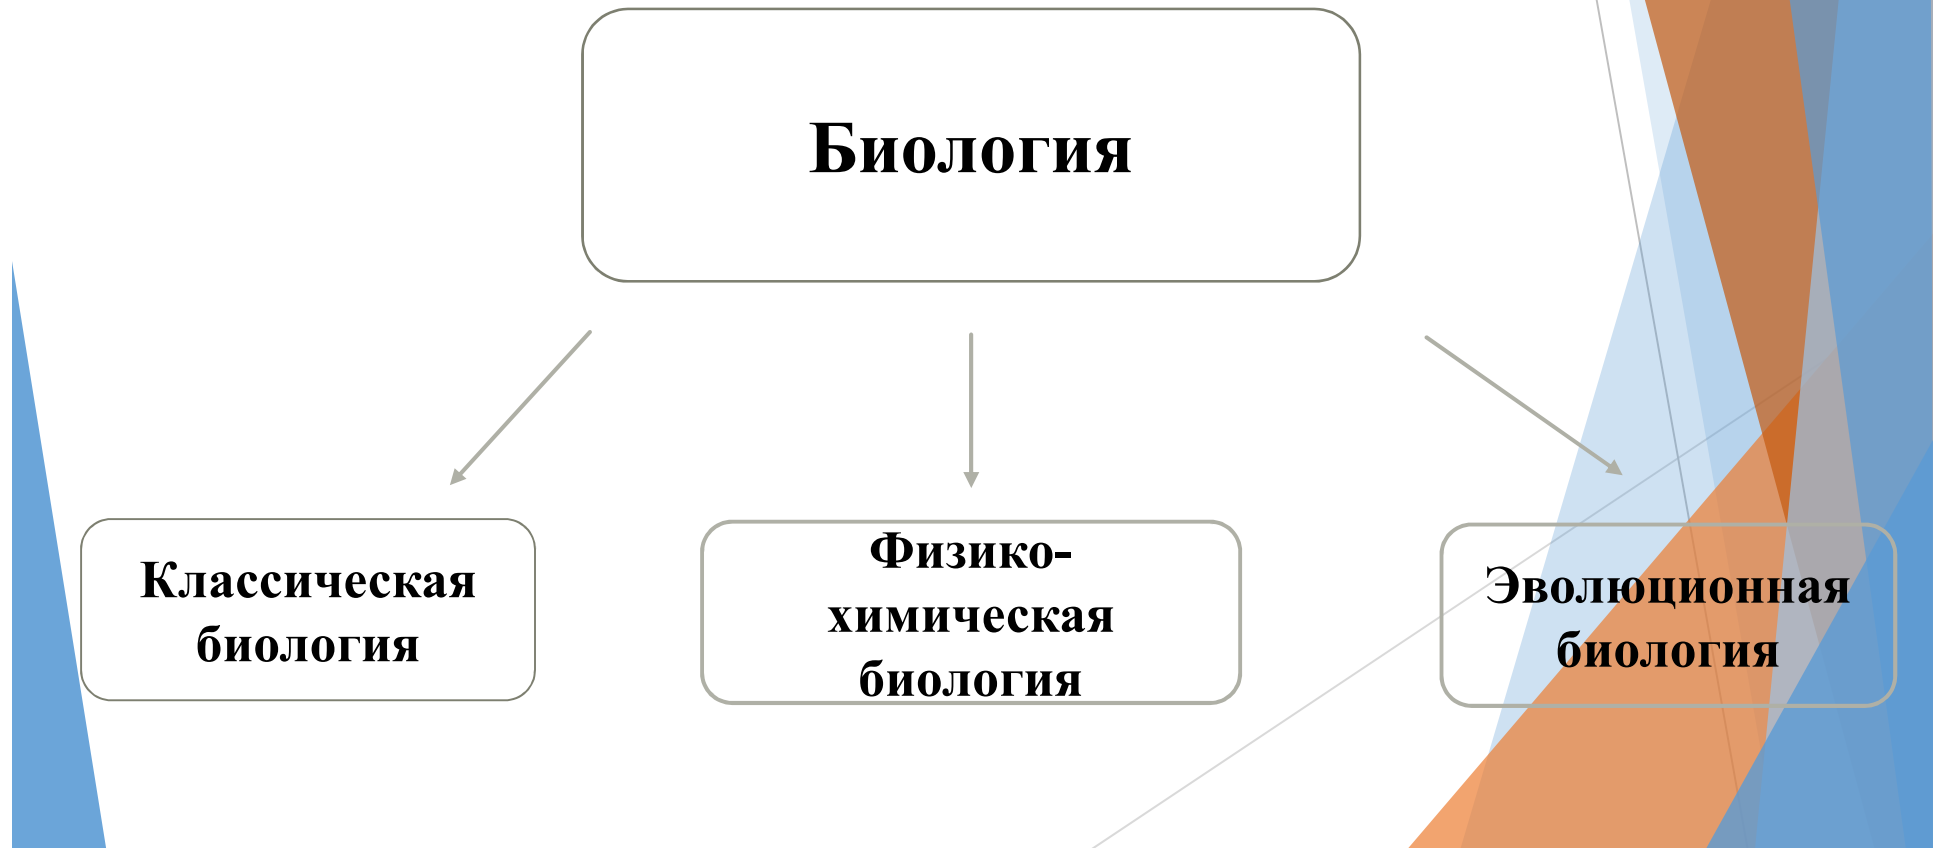 Биология
Классическая
биология
Физико-
химическая
биология
Эволюционная
биология